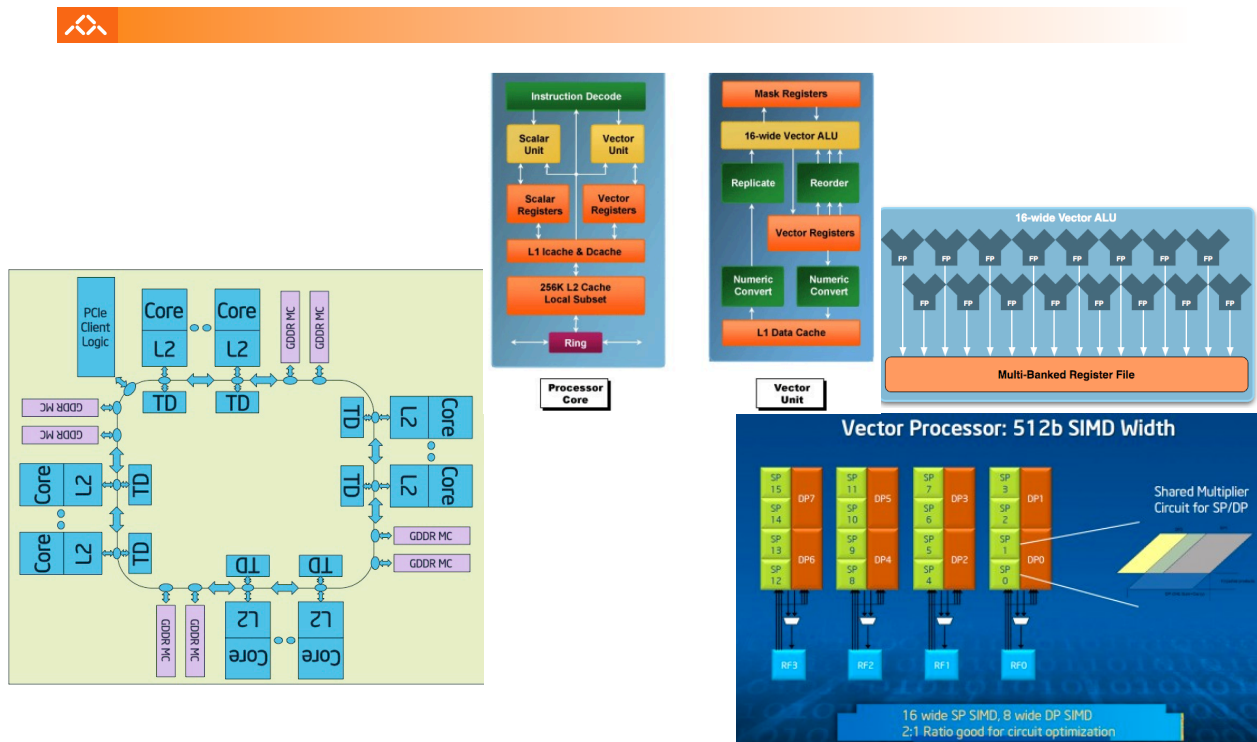 Instruction Decode
Scalar
Unit
Vector
Unit
Scalar
Registers
Vector
Registers
L1 Icache & Dcache
256K L2 Cache
Local Subset
Ring
Processor
Core
Mask Registers
16-wide Vector ALU
Replicate
Reorder
Vector Registers
Numeric
Convert
Numeric
Convert
L1 Data Cache
Vector
Unit
16-wide Vector ALU
FP FP FP FP FP FP FP FP
FP FP FP FP FP FP FP FP
Multi-Banked Register File
PCIe
Client
Logic
Core
L2
Core
L2
GDDR MC
GDDR MC
TD
TD
GDDR MC
GDDR MC
Core
L2
TD
Core
L2
TD
TD
L2
Core
TD
L2
Core
GDDR MC
GDDR MC
TD
TD
GDDR MC
GDDR MC
L2
Core
L2
Core
Vector Processor: 512b SIMD Width
SP
15
SP
14
DP7
SP
13
SP
12
DP6
SP
11
SP
10
DP5
SP
9
SP
8
DP4
SP
7
SP
6
DP3
SP
5
SP
4
DP2
SP
3
SP
2
DP1
SP
1
SP
0
DP0
Shared Multiplier
Circuit for SP/DP
RF3
RF2
RF1
RF0
16 wide SP SIMD, 8 wide DP SIMD
2:1 Ratio good for circuit optimization